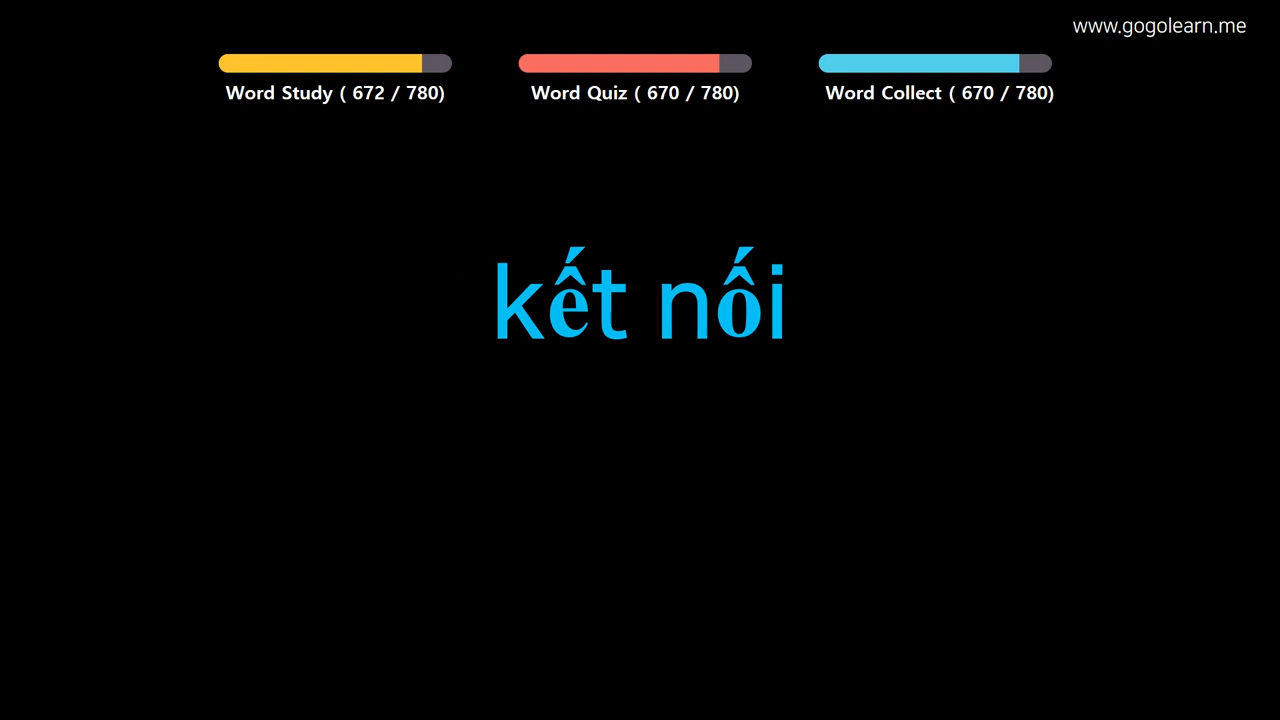 www.gogolearn.me
Word Study ( 672 / 780)
Word Quiz ( 670 / 780)
Word Collect ( 670 / 780)
kết nối